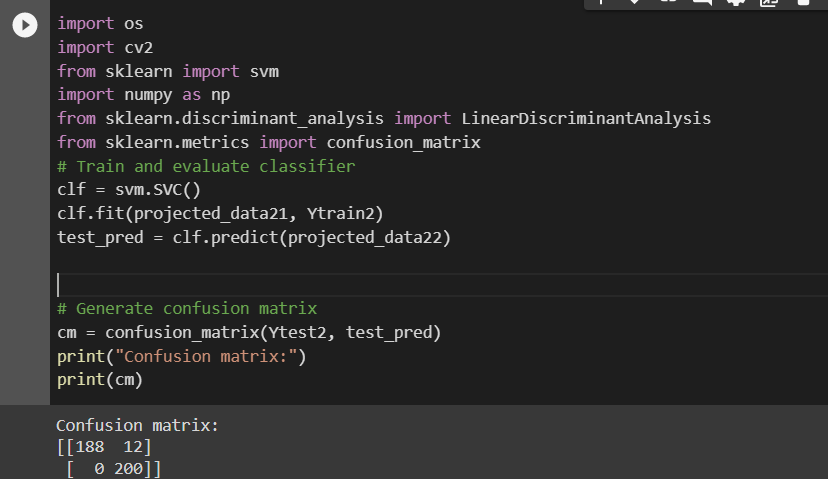 import os
import cv2
from sklearn import svm
import numpy as np
from sklearn.discriminant_analysis import LinearDiscriminantAnalysis
from sklearn.metrics import confusion_matrix
# Train and evaluate classifier
clf = svm.SVC()
clf.fit(projected_data21, Ytrain2)
test_pred = clf.predict(projected_data22)
# Generate confusion matrix
cm = confusion_matrix(Ytest2, test_pred)
print("Confusion matrix:")
print(cm)
Confusion matrix:
[[188  12]
 [  0 200]]